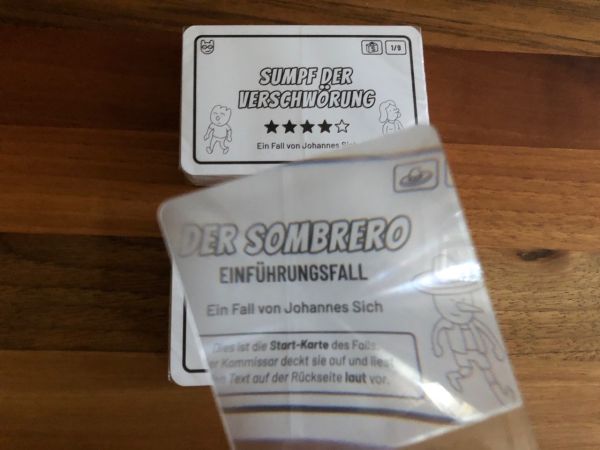 1/9
SUMPF DER
VERSCHWÖRUNG
Ein Fall von Johannes Sich
DER SOMBRERO
EINFÜHRUNGSFALL
Ein Fall von Johannes Sich
Dies ist die Start-Karte des Falls.
Kommissar deckt sie auf und liest
Text auf der Rückseite laut vor.